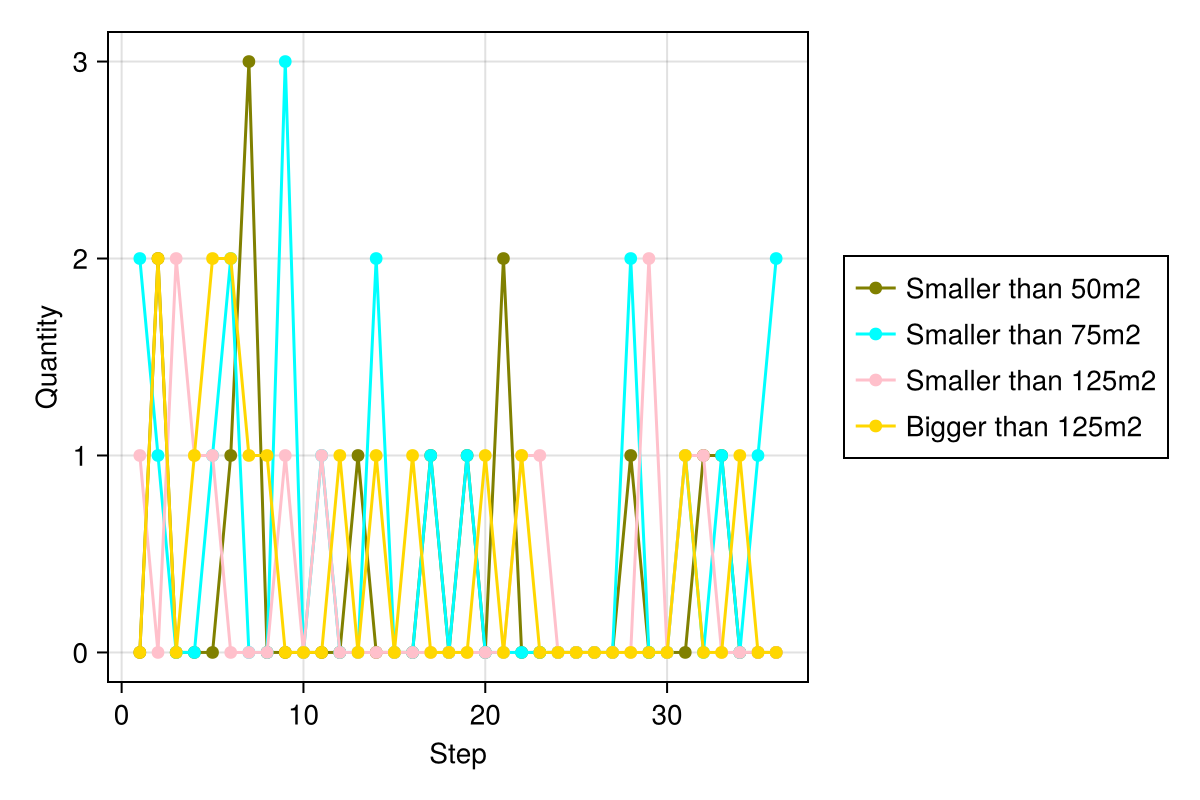 3
2
1
0
Quantity
0 10 20 30
Step
Smaller than 50m2
Smaller than 75m2
Smaller than 125m2
Bigger than 125m2